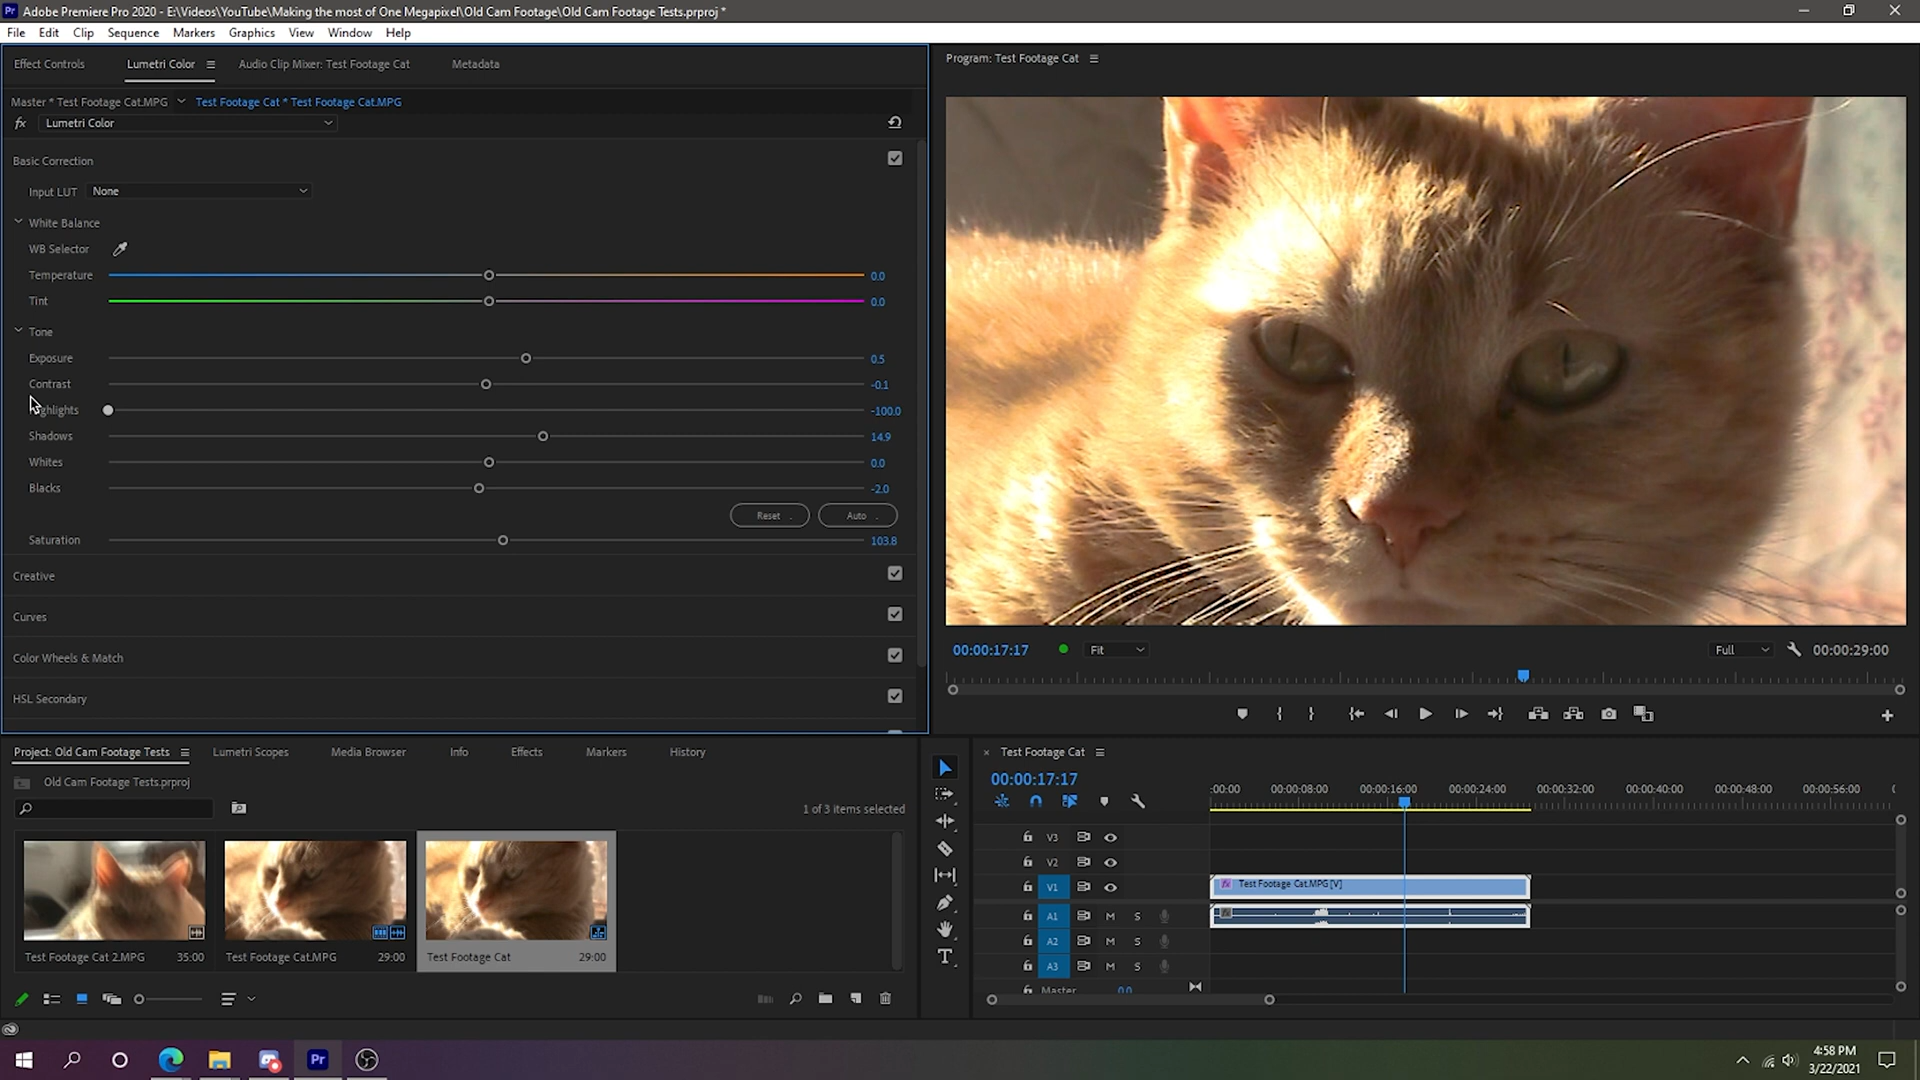 Adobe Premiere Pro 2020 - E:\Videos\YouTube\Making the most of One Megapixel\Old Cam Footage\Old Cam Footage Tests.prproj *
File Edit Clip Sequence Markers Graphics View Window Help
Effect Controls Lumetri Color Audio Clip Mixer: Test Footage Cat Metadata
Master * Test Footage Cat.MPG Test Footage Cat * Test Footage Cat.MPG
fx Lumetri Color
Basic Correction
Input LUT None
White Balance
WB Selector
Temperature 0.0
Tint 0.0
Tone
Exposure 0.5
Contrast -0.1
-100.0
Shadows 14.9
Whites 0.0
Blacks -2.0
Reset Auto
Saturation 103.8
Creative
Curves
Color Wheels & Match
HSL Secondary
Program: Test Footage Cat
00:00:17:17 Fit Full 00:00:29:00
Project: Old Cam Footage Tests Lumetri Scopes Media Browser Info Effects Markers History
Old Cam Footage Tests.prproj
1 of 3 items selected
Test Footage Cat 2.MPG 35:00
Test Footage Cat.MPG 29:00
Test Footage Cat 29:00
Test Footage Cat
00:00:17:17
:00:00 00:00:08:00 00:00:16:00 00:00:24:00 00:00:32:00 00:00:40:00 00:00:48:00 00:00:56:00
V3
V2
V1 fx Test Footage Cat.MPG [V]
A1 M S fx
A2 M S
A3 M S
Master 0.0
Pr
4:58 PM
3/22/2021